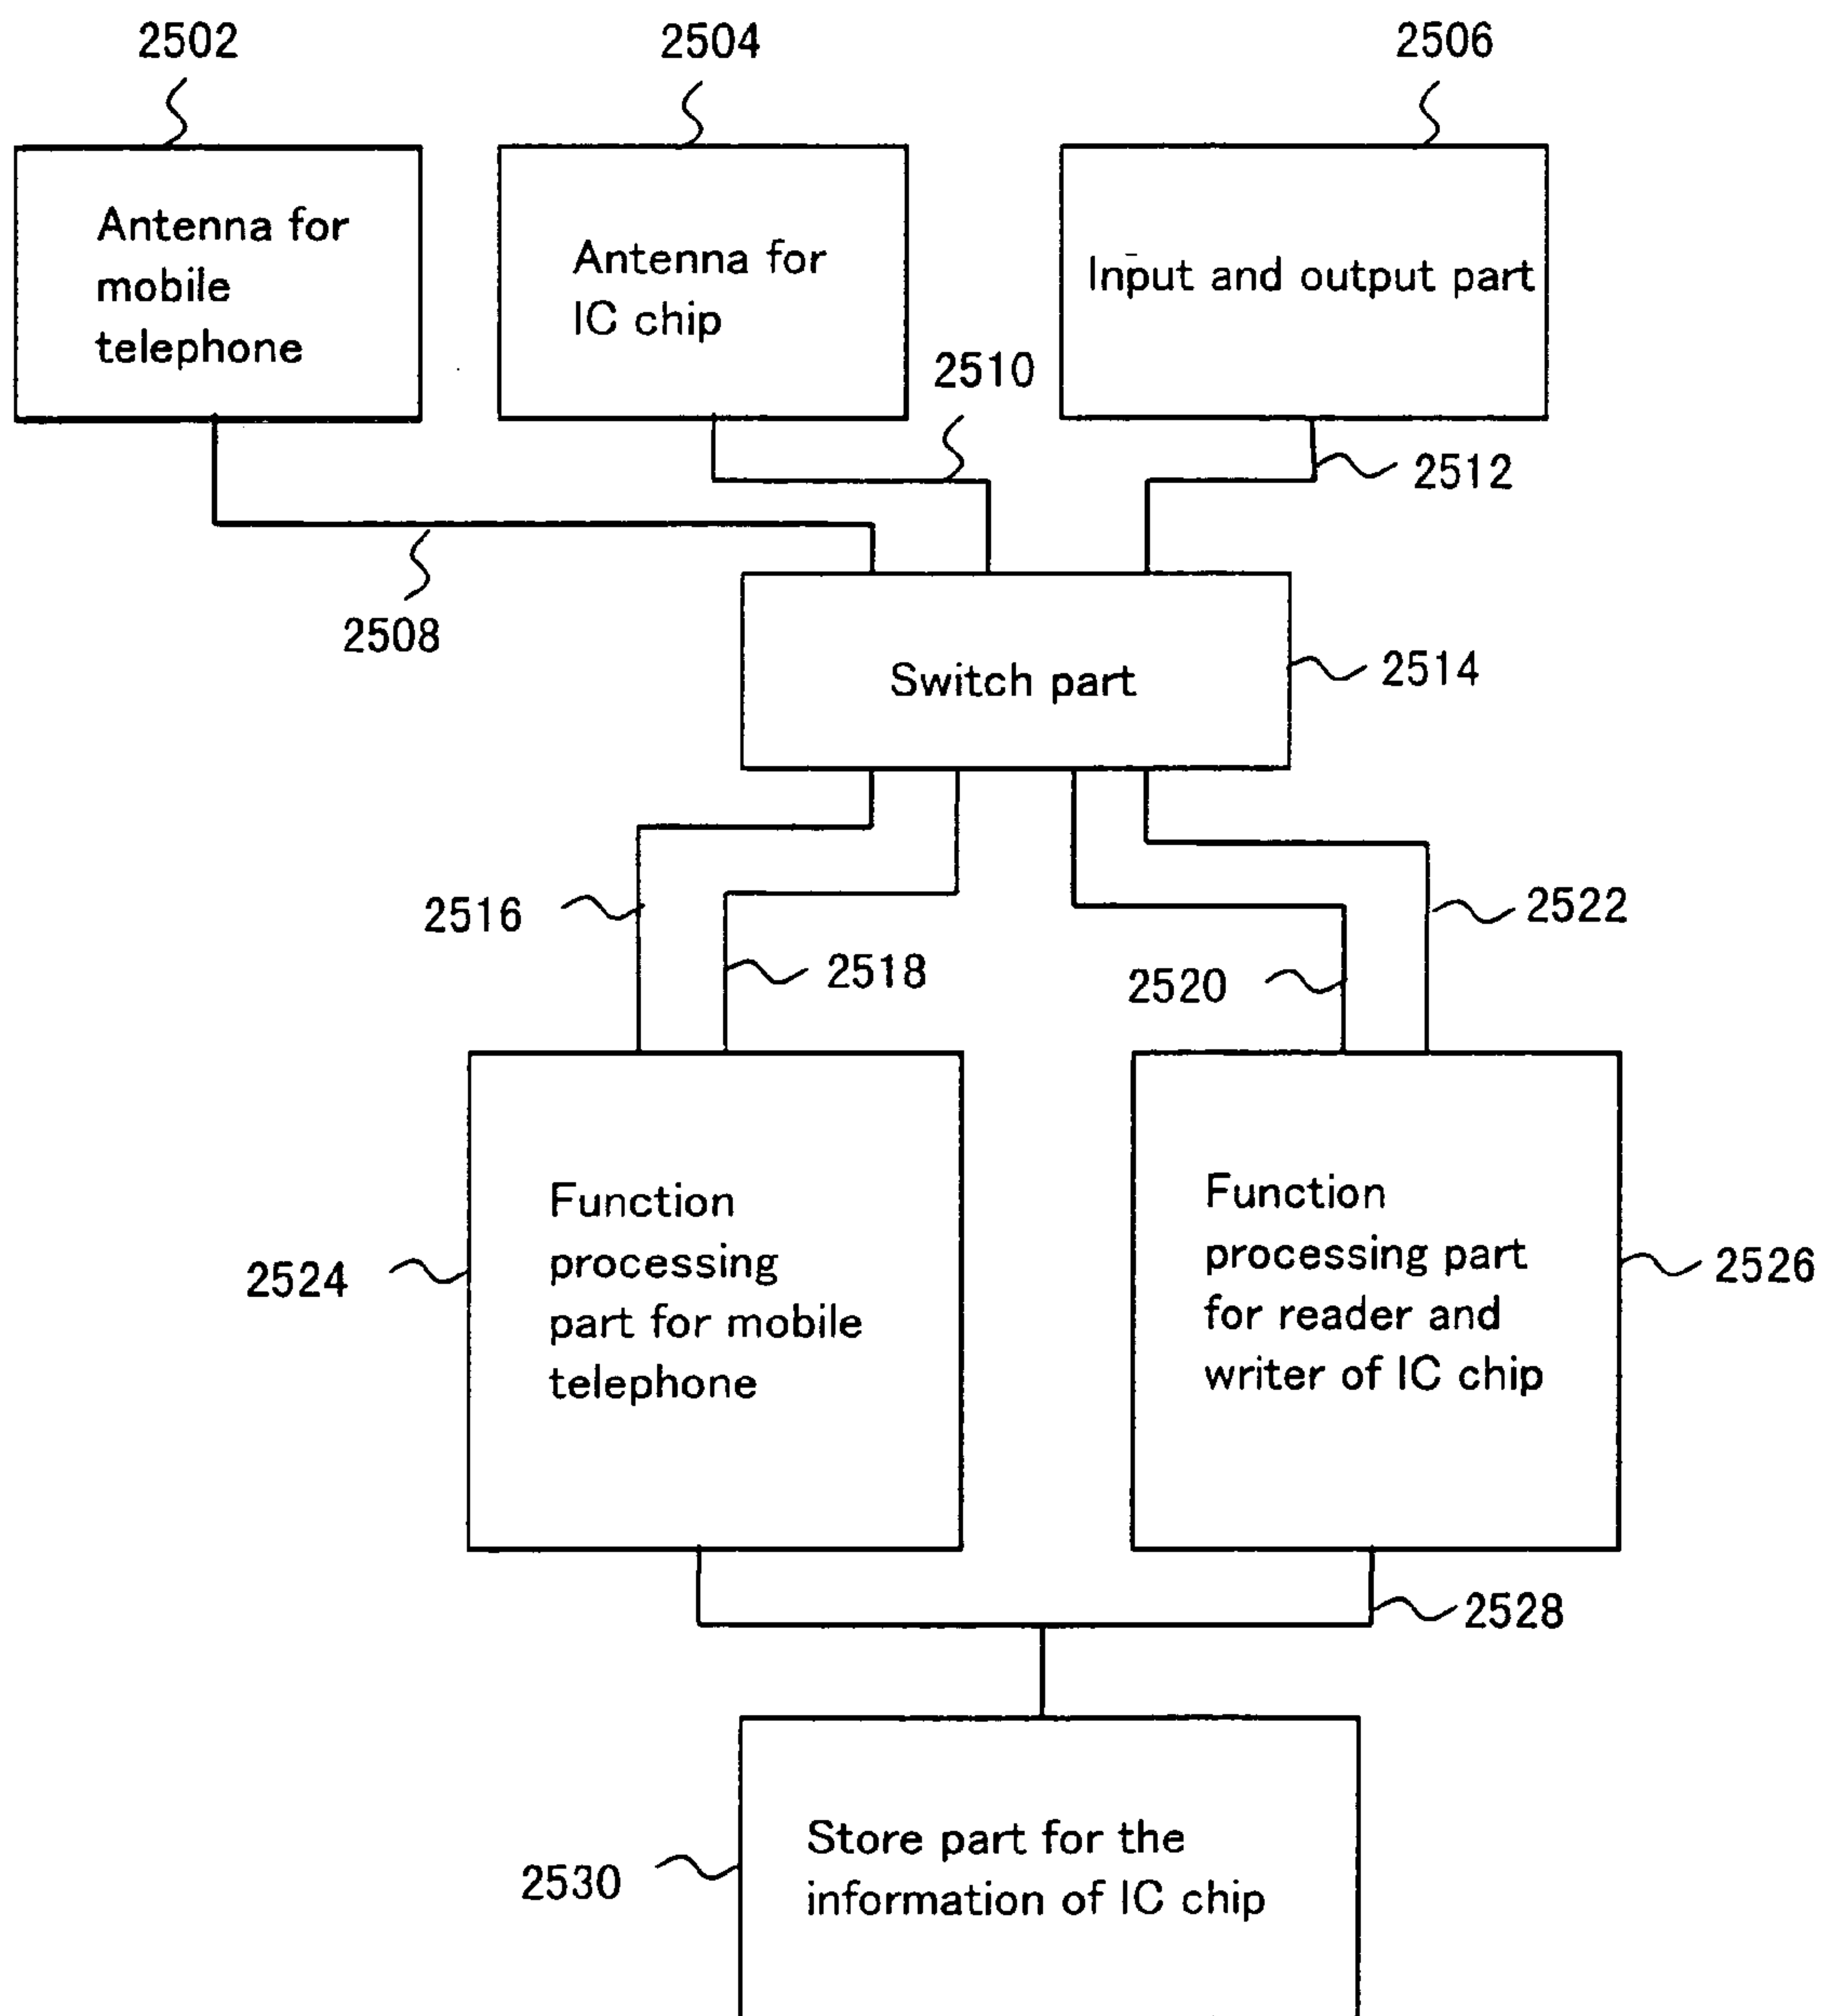 2502
2504
2506
Antenna for
mobile
telephone
Antenna for
IC chip
Input and output part
2510
2512
2508
Switch part
2514
2516
2522
2518
2520
Function
processing
part for mobile
telephone
Function
processing part
for reader and
writer of IC chip
2524
2526
2528
Store part for the
information of IC chip
2530